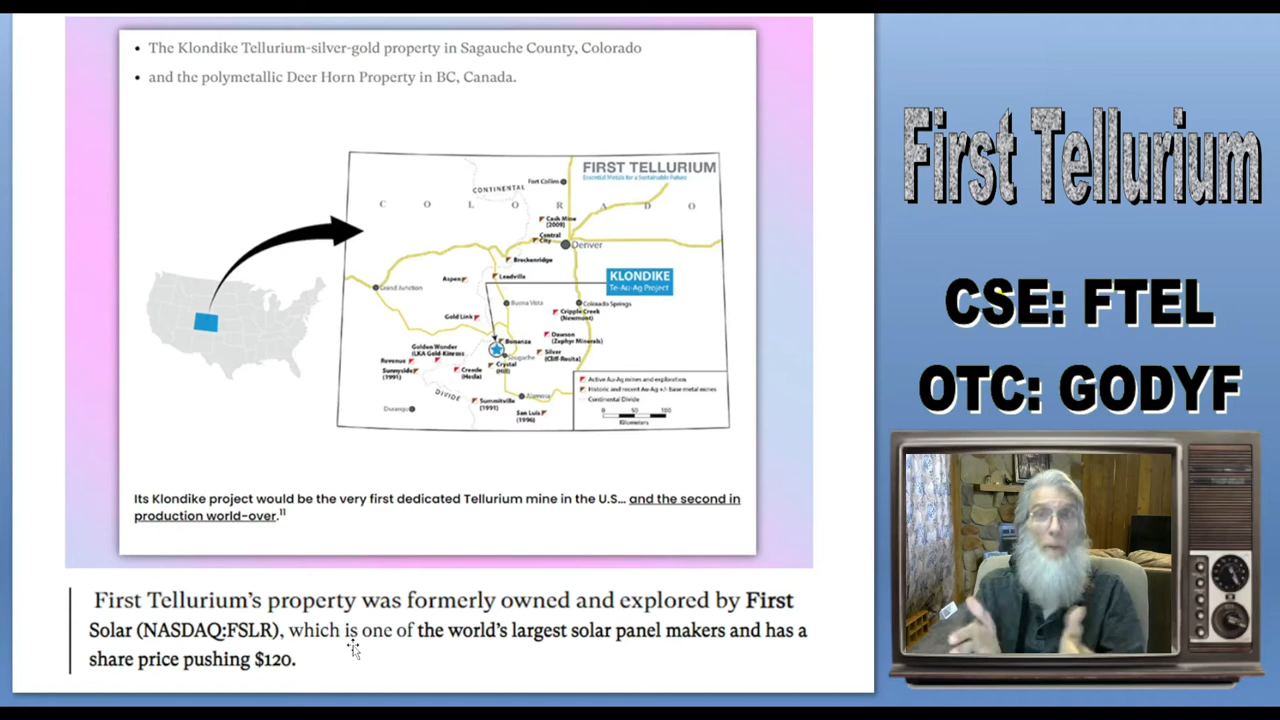 • The Klondike Tellurium-silver-gold property in Sagauche County, Colorado
• and the polymetallic Deer Horn Property in BC, Canada.
FIRST TELLURIUM
Essential Metals for a Sustainable Future
Fort Collins
CONTINENTAL
C O L O R A D O
Cash Mine
(2009)
Central
City
Denver
Breckenridge
Aspen
Leadville
KLONDIKE
Te-Au-Ag Project
Grand Junction
Buena Vista
Colorado Springs
Gold Link
Cripple Creek
(Newmont)
Dawson
(Zephyr Minerals)
Bonanza
Golden Wonder
(LKA Gold-Kinross
Silver
(Cliff-Rosita)
Saguache
Revenue
Crystal
(Hill)
Sunnyside
(1991)
Creede
(Hecla)
Active Au-Ag mines and exploration
Historic and recent Au-Ag +/- base metal mines
Continental Divide
DIVIDE
Summitville
(1991)
Alamosa
Durango
San Luis
(1996)
0 50 100
Kilometers
Its Klondike project would be the very first dedicated Tellurium mine in the U.S... and the second in
production world-over.11
First Tellurium's property was formerly owned and explored by First
Solar (NASDAQ:FSLR), which is one of the world's largest solar panel makers and has a
share price pushing $120.
First Tellurium
CSE: FTEL
OTC: GODYF